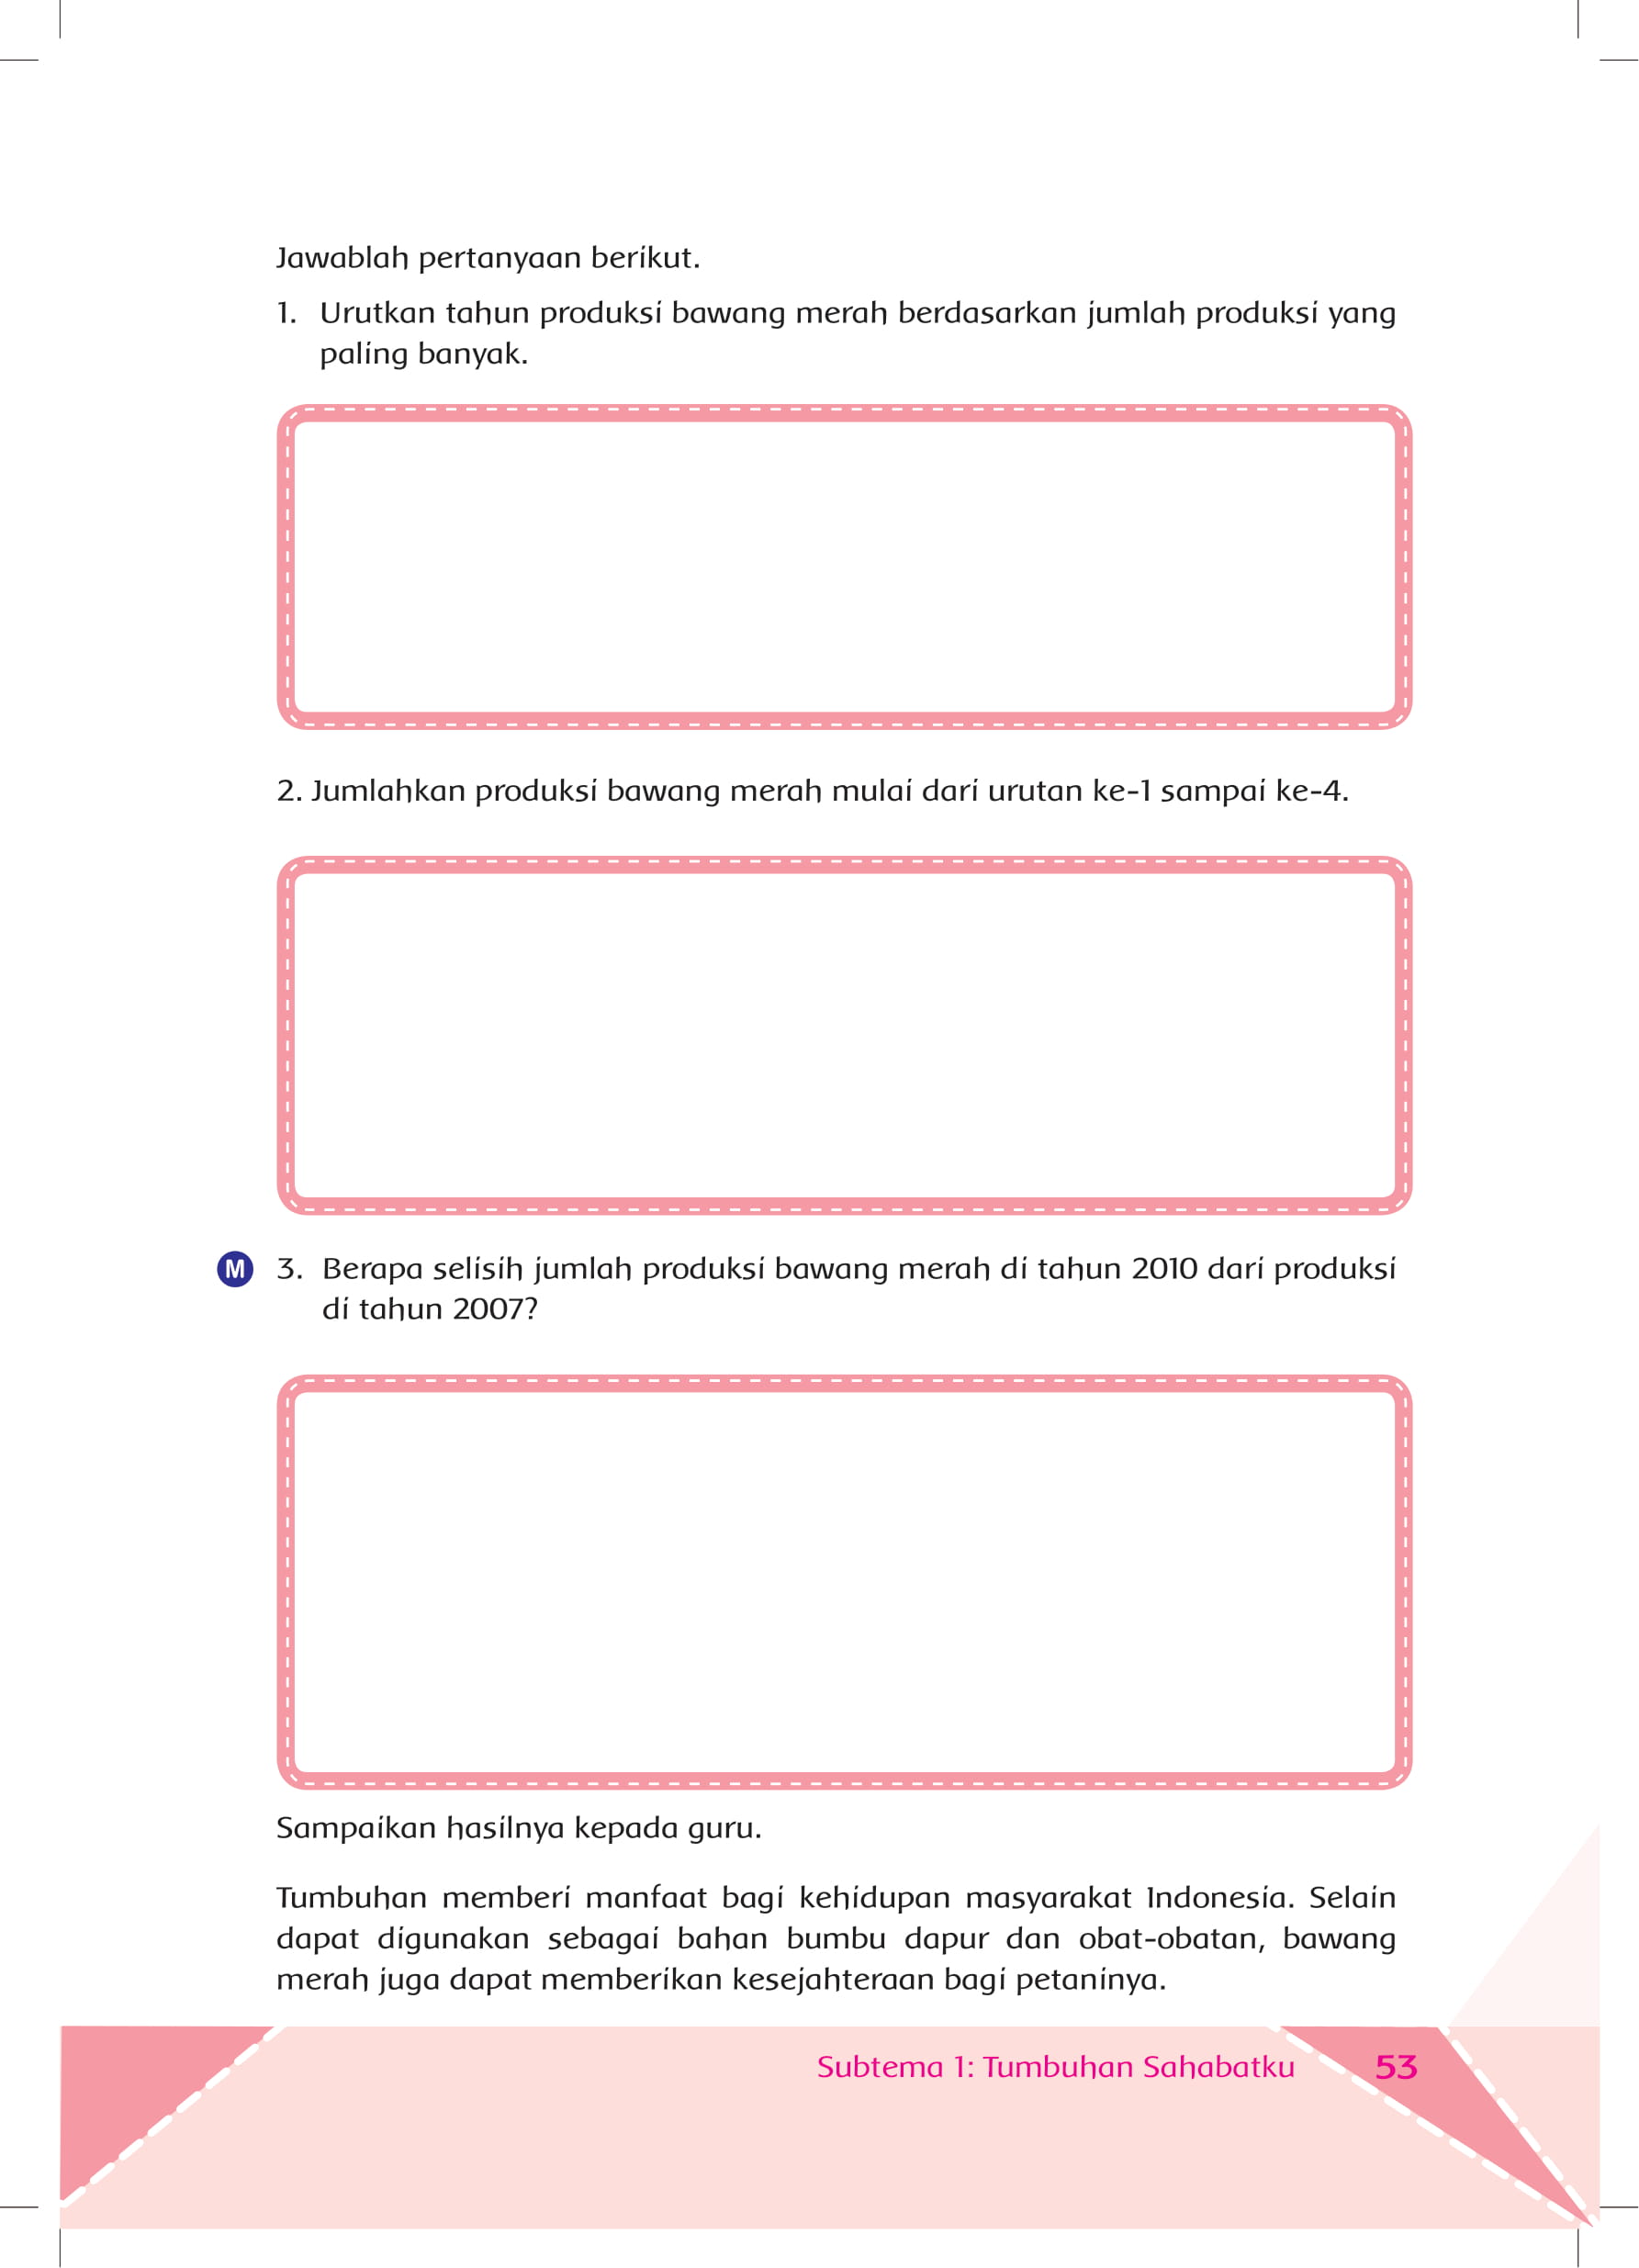 Jawablah pertanyaan berikut.
1. Urutkan tahun produksi bawang merah berdasarkan jumlah produksi yang
paling banyak.
2. Jumlahkan produksi bawang merah mulai dari urutan ke-1 sampai ke-4.
M 3. Berapa selisih jumlah produksi bawang merah di tahun 2010 dari produksi
di tahun 2007?
Sampaikan hasilnya kepada guru.
Tumbuhan memberi manfaat bagi kehidupan masyarakat Indonesia. Selain
dapat digunakan sebagai bahan bumbu dapur dan obat-obatan, bawang
merah juga dapat memberikan kesejahteraan bagi petaninya.
Subtema 1: Tumbuhan Sahabatku 53